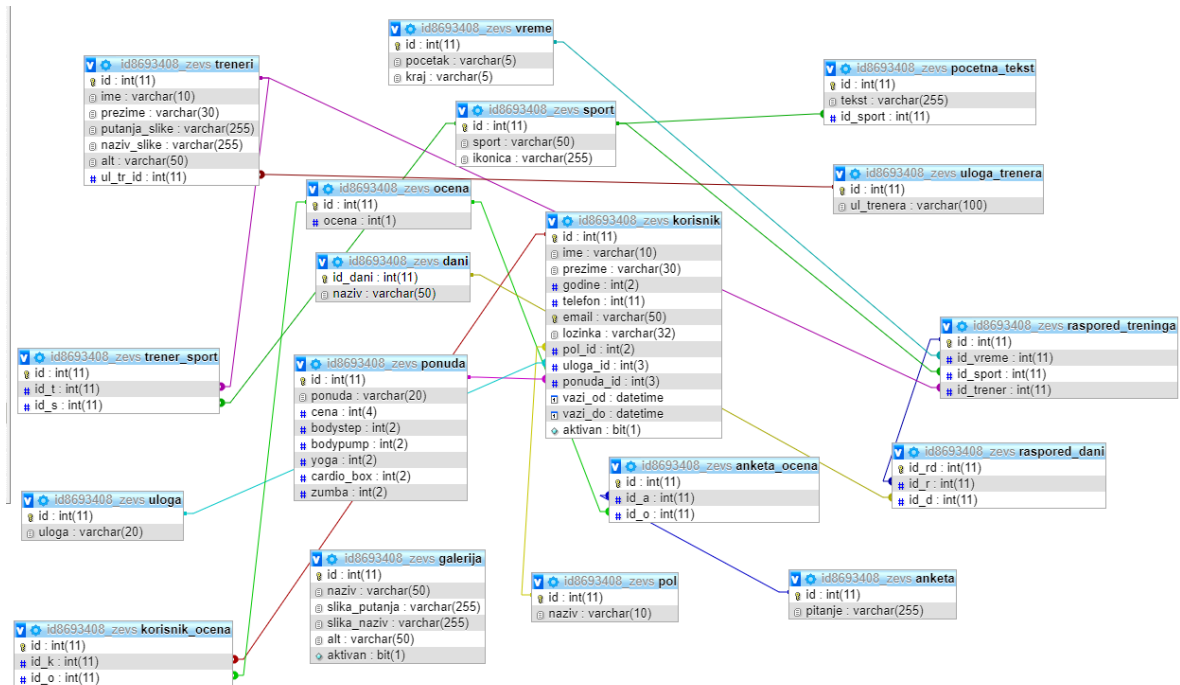 id8693408_zevs vreme
id : int(11)
pocetak : varchar(5)
kraj : varchar(5)
id8693408_zevs treneri
id : int(11)
ime : varchar(10)
prezime : varchar(30)
putanja_slike : varchar(255)
naziv_slike : varchar(255)
alt : varchar(50)
ul_tr_id : int(11)
id8693408_zevs pocetna_tekst
id : int(11)
tekst : varchar(255)
id_sport : int(11)
id8693408_zevs sport
id : int(11)
sport : varchar(50)
ikonica : varchar(255)
id8693408_zevs uloga_trenera
id : int(11)
ul_trenera : varchar(100)
id8693408_zevs ocena
id : int(11)
ocena : int(1)
id8693408_zevs korisnik
id : int(11)
ime : varchar(10)
prezime : varchar(30)
godine : int(2)
telefon : int(11)
email : varchar(50)
lozinka : varchar(32)
pol_id : int(2)
uloga_id : int(3)
ponuda_id : int(3)
vazi_od : datetime
vazi_do : datetime
aktivan : bit(1)
id8693408_zevs dani
id_dani : int(11)
naziv : varchar(50)
id8693408_zevs raspored_treninga
id : int(11)
id_vreme : int(11)
id_sport : int(11)
id_trener : int(11)
id8693408_zevs trener_sport
id : int(11)
id_t : int(11)
id_s : int(11)
id8693408_zevs ponuda
id : int(11)
ponuda : varchar(20)
cena : int(4)
bodystep : int(2)
bodypump : int(2)
yoga : int(2)
cardio_box : int(2)
zumba : int(2)
id8693408_zevs raspored_dani
id_rd : int(11)
id_r : int(11)
id_d : int(11)
id8693408_zevs anketa_ocena
id : int(11)
id_a : int(11)
id_o : int(11)
id8693408_zevs uloga
id : int(11)
uloga : varchar(20)
id8693408_zevs galerija
id : int(11)
naziv : varchar(50)
slika_putanja : varchar(255)
slika_naziv : varchar(255)
alt : varchar(50)
aktivan : bit(1)
id8693408_zevs pol
id : int(11)
naziv : varchar(10)
id8693408_zevs anketa
id : int(11)
pitanje : varchar(255)
id8693408_zevs korisnik_ocena
id : int(11)
id_k : int(11)
id_o : int(11)